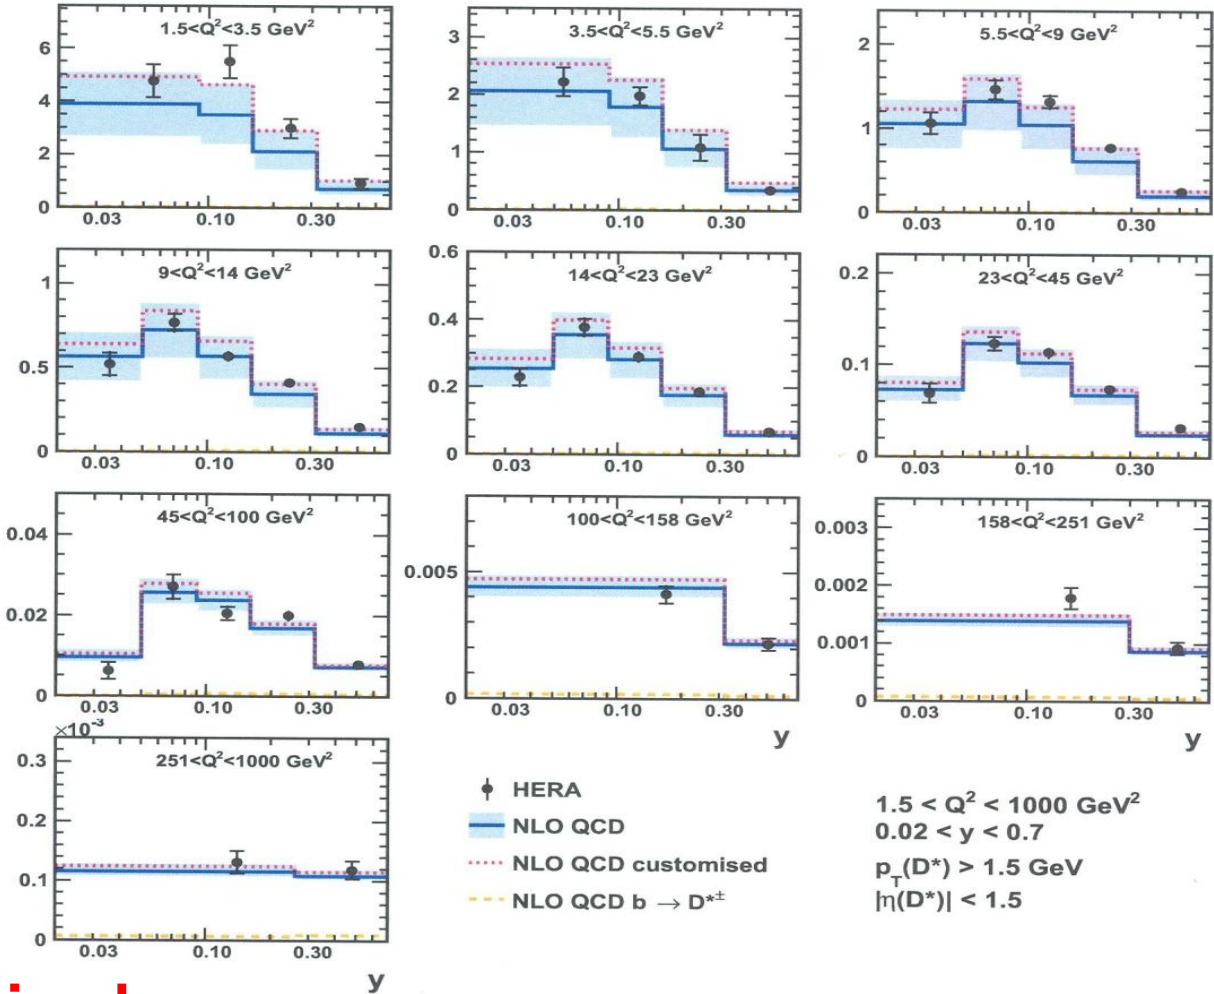 1.5<Q²<3.5 GeV²
6
4
2
0
0.03 0.10 0.30
3.5<Q²<5.5 GeV²
3
2
1
0
0.03 0.10 0.30
5.5<Q²<9 GeV²
2
1
0
0.03 0.10 0.30
9<Q²<14 GeV²
1
0.5
0
0.03 0.10 0.30
14<Q²<23 GeV²
0.6
0.4
0.2
0
0.03 0.10 0.30
23<Q²<45 GeV²
0.2
0.1
0
0.03 0.10 0.30
45<Q²<100 GeV²
0.04
0.02
0
0.03 0.10 0.30
100<Q²<158 GeV²
0.005
0
0.03 0.10 0.30
y
158<Q²<251 GeV²
0.003
0.002
0.001
0
0.03 0.10 0.30
y
×10⁻³
251<Q²<1000 GeV²
0.3
0.2
0.1
0
0.03 0.10 0.30
y
HERA
NLO QCD
NLO QCD customised
NLO QCD b → D*±
1.5 < Q² < 1000 GeV²
0.02 < y < 0.7
p_T(D*) > 1.5 GeV
|η(D*)| < 1.5